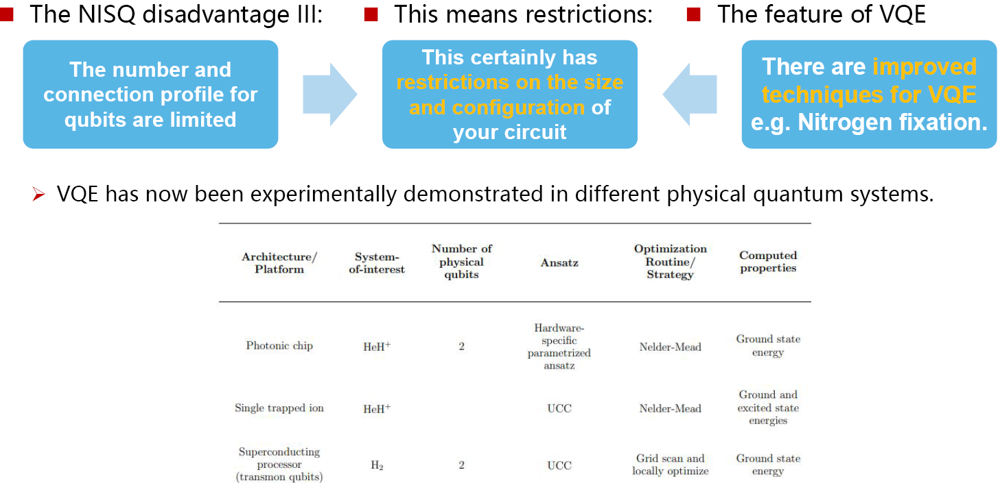 The NISQ disadvantage III:
This means restrictions:
The feature of VQE
The number and
connection profile for
qubits are limited
This certainly has
restrictions on the size
and configuration of
your circuit
There are improved
techniques for VQE
e.g. Nitrogen fixation.
VQE has now been experimentally demonstrated in different physical quantum systems.
Architecture/
Platform
System-
of-interest
Number of
physical
qubits
Ansatz
Optimization
Routine/
Strategy
Computed
properties
Photonic chip
HeH⁺
2
Hardware-
specific
parametrized
ansatz
Nelder-Mead
Ground state
energy
Single trapped ion
HeH⁺
UCC
Nelder-Mead
Ground and
excited state
energies
Superconducting
processor
(transmon qubits)
H₂
2
UCC
Grid scan and
locally optimize
Ground state
energy